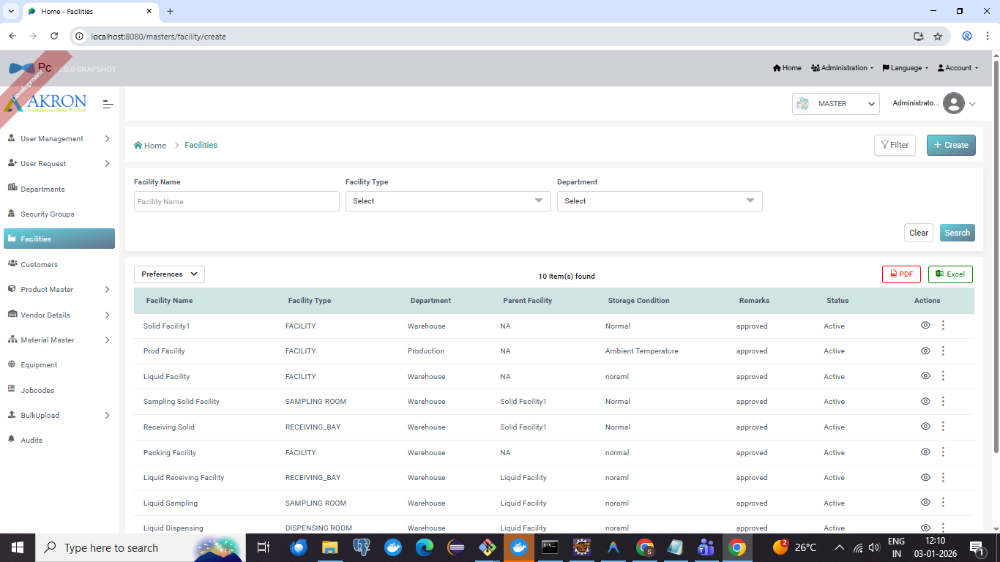 Home - Facilities
localhost:8080/masters/facility/create
Pc v1.0.0-SNAPSHOT
Development
Home Administration Language Account
AKRON
Formulations India Pvt Ltd
MASTER Administrato...
User Management
User Request
Departments
Security Groups
Facilities
Customers
Product Master
Vendor Details
Material Master
Equipment
Jobcodes
BulkUpload
Audits
Home > Facilities
Filter + Create
Facility Name Facility Type Department
Facility Name Select Select
Clear Search
Preferences 10 Item(s) found PDF Excel
Facility Name Facility Type Department Parent Facility Storage Condition Remarks Status Actions
Solid Facility1 FACILITY Warehouse NA Normal approved Active
Prod Facility FACILITY Production NA Ambient Temperature approved Active
Liquid Facility FACILITY Warehouse NA noraml approved Active
Sampling Solid Facility SAMPLING ROOM Warehouse Solid Facility1 Normal approved Active
Receiving Solid RECEIVING_BAY Warehouse Solid Facility1 Normal approved Active
Packing Facility FACILITY Warehouse NA normal approved Active
Liquid Receiving Facility RECEIVING_BAY Warehouse Liquid Facility noraml approved Active
Liquid Sampling SAMPLING ROOM Warehouse Liquid Facility noraml approved Active
Liquid Dispensing DISPENSING ROOM Warehouse Liquid Facility noraml approved Active
Type here to search
26°C
ENG
IN
12:10
03-01-2026
2
1